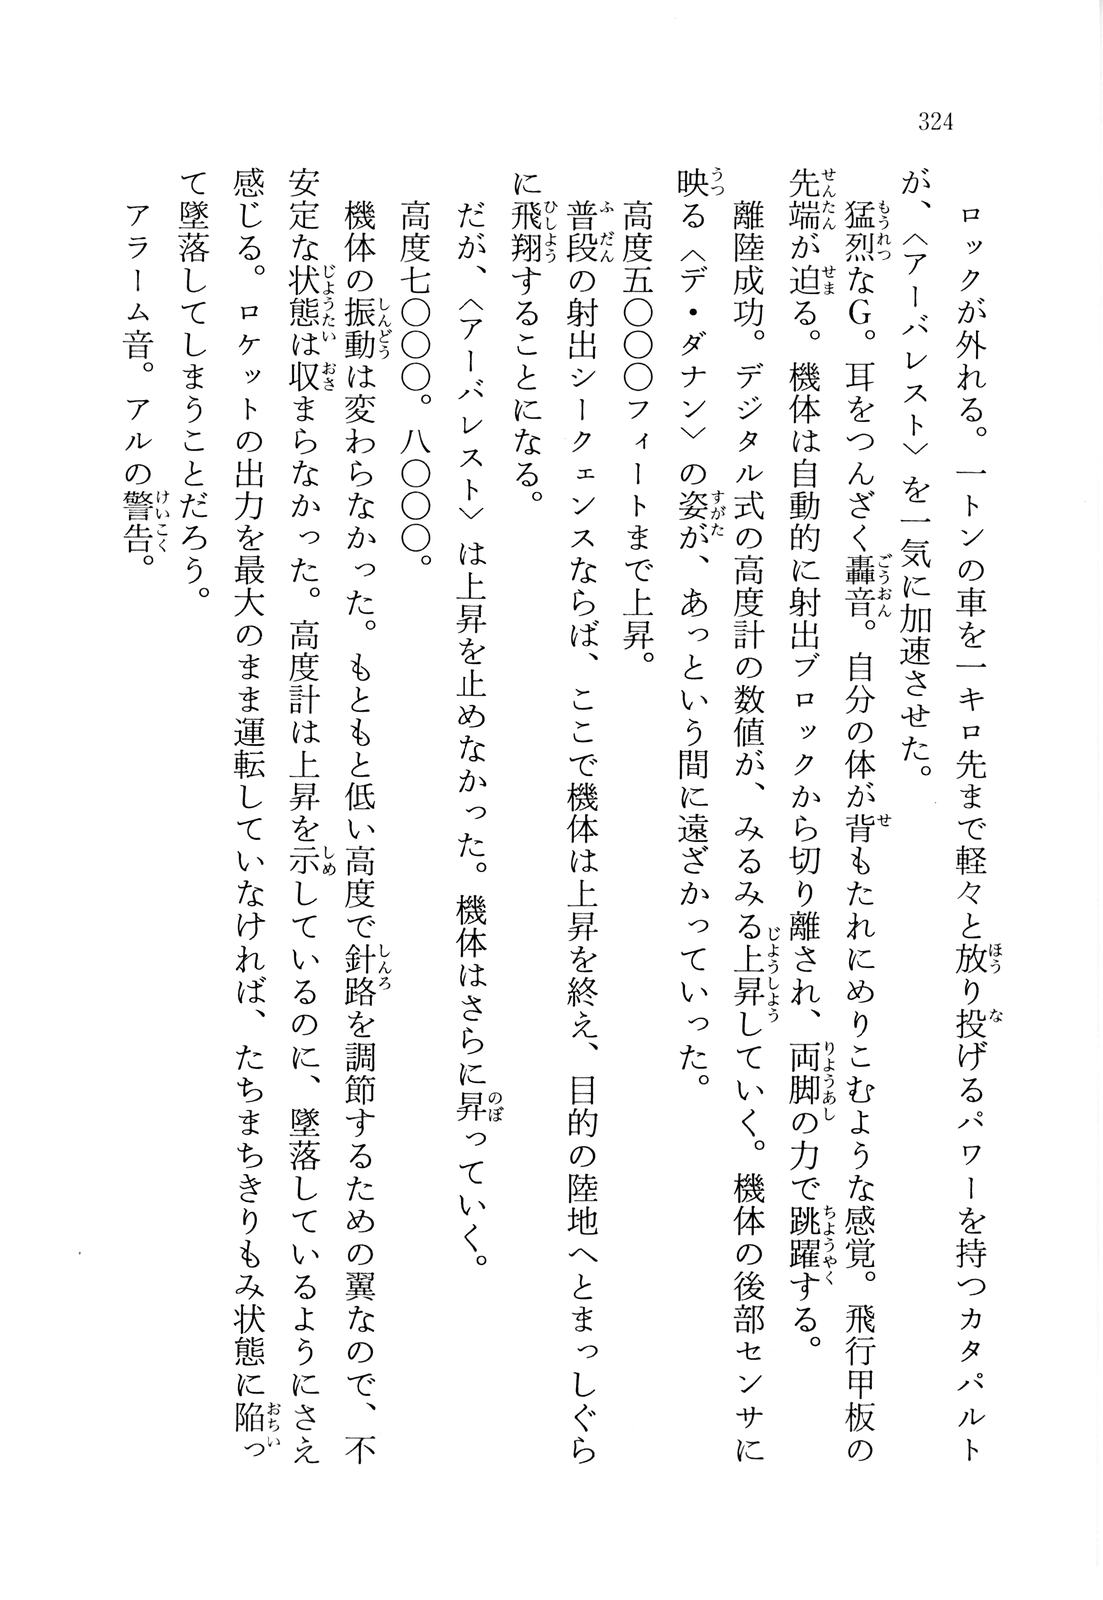 324
ロックが外れる。一トンの車を一キロ先まで軽々と放り投げるパワーを持つカタパルト
が、〈アーバレスト〉を一気に加速させた。
猛烈なG。耳をつんざく轟音。自分の体が背もたれにめりこむような感覚。飛行甲板の
先端が迫る。機体は自動的に射出ブロックから切り離され、両脚の力で跳躍する。
離陸成功。デジタル式の高度計の数値が、みるみる上昇していく。機体の後部センサに
映る〈デ・ダナン〉の姿が、あっという間に遠ざかっていった。
高度五〇〇〇フィートまで上昇。
普段の射出シークェンスならば、ここで機体は上昇を終え、目的の陸地へとまっしぐら
に飛翔することになる。
だが、〈アーバレスト〉は上昇を止めなかった。機体はさらに昇っていく。
高度七〇〇〇。八〇〇〇。
機体の振動は変わらなかった。もともと低い高度で針路を調節するための翼なので、不
安定な状態は収まらなかった。高度計は上昇を示しているのに、墜落しているようにさえ
感じる。ロケットの出力を最大のまま運転していなければ、たちまちきりもみ状態に陥っ
て墜落してしまうことだろう。
アラーム音。アルの警告。